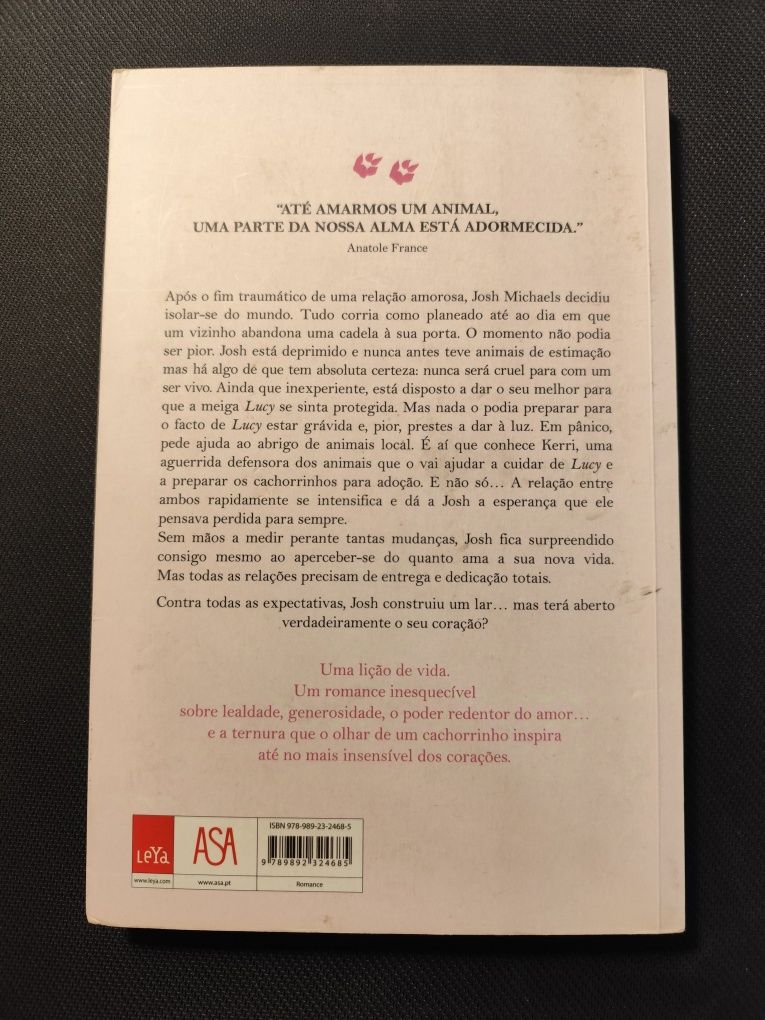 “ATÉ AMARMOS UM ANIMAL,
UMA PARTE DA NOSSA ALMA ESTÁ ADORMECIDA.”
Anatole France
Após o fim traumático de uma relação amorosa, Josh Michaels decidiu
isolar-se do mundo. Tudo corria como planeado até ao dia em que
um vizinho abandona uma cadela à sua porta. O momento não podia
ser pior. Josh está deprimido e nunca antes teve animais de estimação
mas há algo de que tem absoluta certeza: nunca será cruel para com um
ser vivo. Ainda que inexperiente, está disposto a dar o seu melhor para
que a meiga Lucy se sinta protegida. Mas nada o podia preparar para
o facto de Lucy estar grávida e, pior, prestes a dar à luz. Em pânico,
pede ajuda ao abrigo de animais local. É aí que conhece Kerri, uma
aguerrida defensora dos animais que o vai ajudar a cuidar de Lucy e
a preparar os cachorrinhos para adoção. E não só… A relação entre
ambos rapidamente se intensifica e dá a Josh a esperança que ele
pensava perdida para sempre.
Sem mãos a medir perante tantas mudanças, Josh fica surpreendido
consigo mesmo ao aperceber-se do quanto ama a sua nova vida.
Mas todas as relações precisam de entrega e dedicação totais.
Contra todas as expectativas, Josh construiu um lar… mas terá aberto
verdadeiramente o seu coração?
Uma lição de vida.
Um romance inesquecível
sobre lealdade, generosidade, o poder redentor do amor…
e a ternura que o olhar de um cachorrinho inspira
até no mais insensível dos corações.
ISBN 978-989-23-2468-5
LeYa
ASA
9 789892 324685
www.leya.com
www.asa.pt
Romance